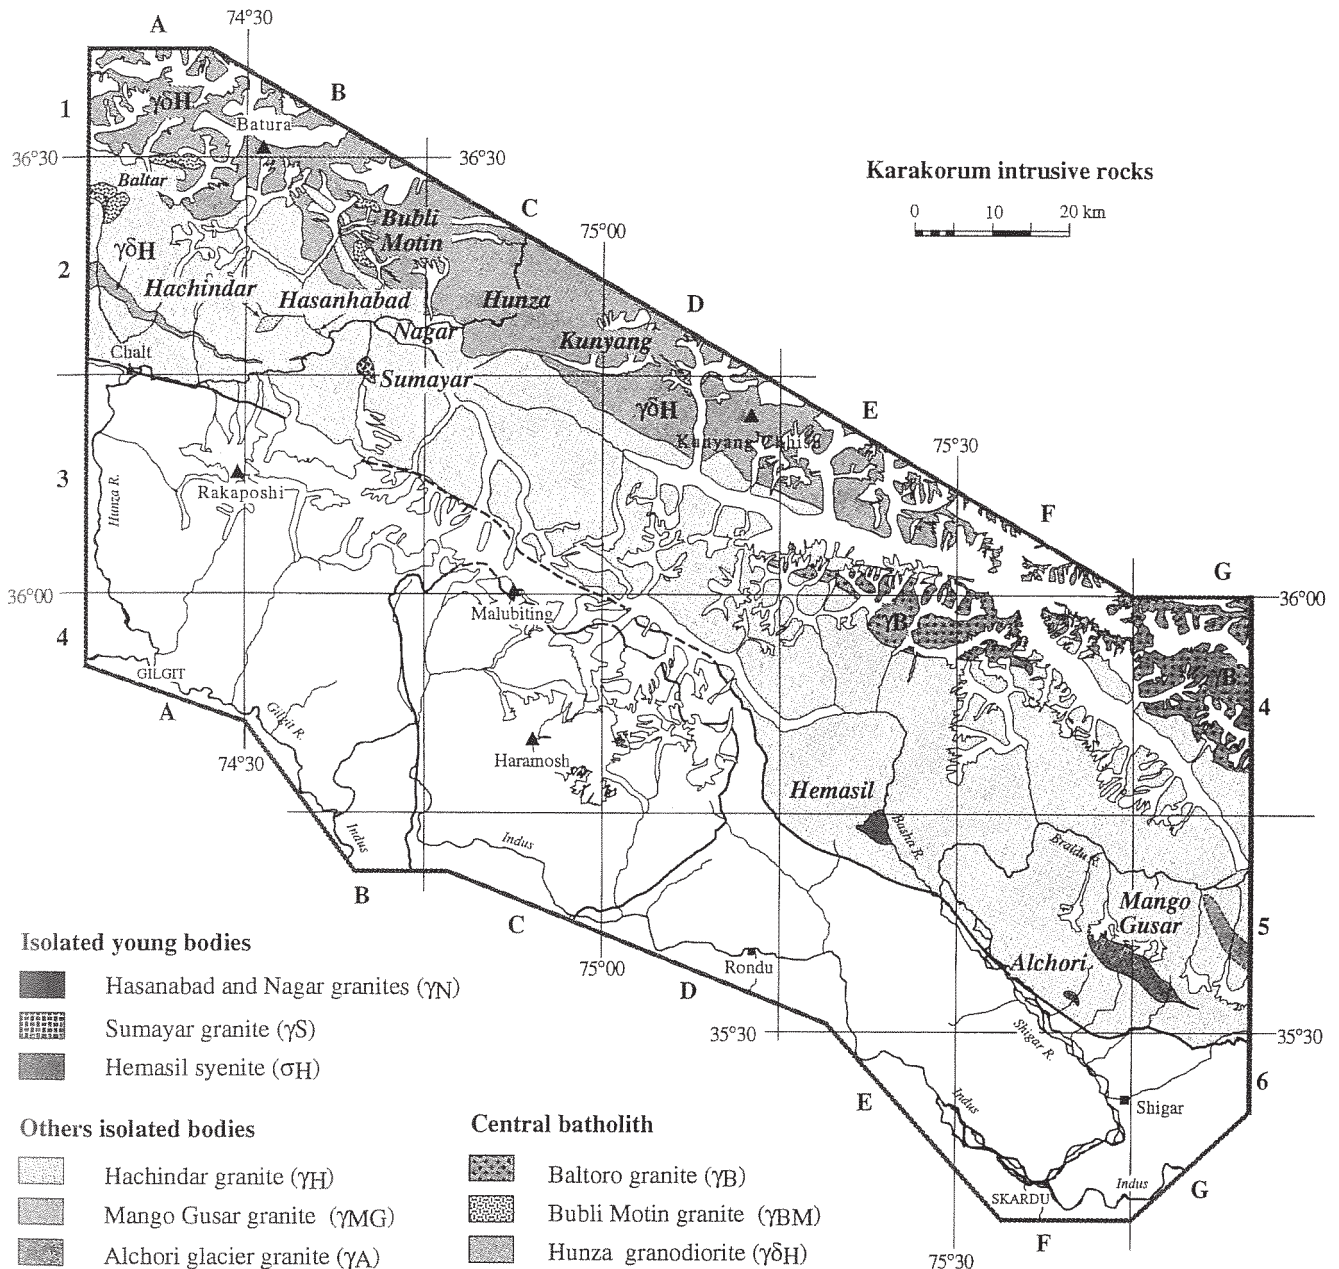 A
74°30
B
1
γδH
Batura
36°30
36°30
Karakorum intrusive rocks
Baltar
0 10 20 km
C
Bubli
Motin
75°00
γδH
2
Hachindar
Hasanhabad
Hunza
D
Nagar
Kunyang
Chalt
Sumayar
γδH
E
Kunyang Chhish
75°30
3
Hunza R.
Rakaposhi
F
G
36°00
36°00
Malubiting
γB
4
GILGIT
γB
A
Gilgit R.
4
74°30
Haramosh
Hemasil
Indus
Indus
Basha R.
Braldu R.
B
Mango
Gusar
C
5
Alchori
75°00
Rondu
D
35°30
35°30
Shigar R.
6
E
Indus
Shigar
SKARDU
Indus
G
F
75°30
Isolated young bodies
Hasanabad and Nagar granites (γN)
Sumayar granite (γS)
Hemasil syenite (σH)
Others isolated bodies
Hachindar granite (γH)
Mango Gusar granite (γMG)
Alchori glacier granite (γA)
Central batholith
Baltoro granite (γB)
Bubli Motin granite (γBM)
Hunza granodiorite (γδH)